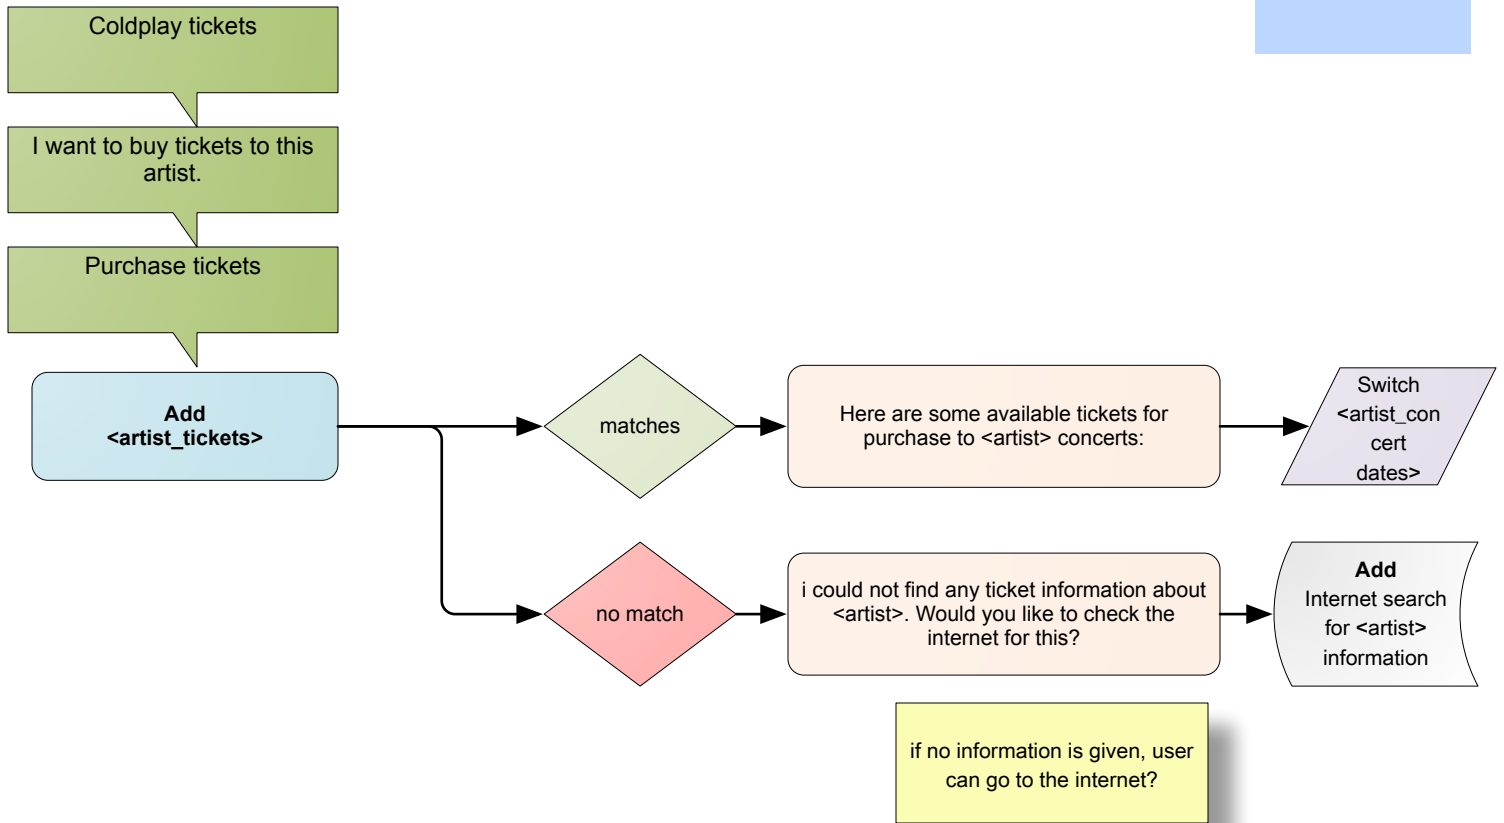 Coldplay tickets
I want to buy tickets to this
artist.
Purchase tickets
Add
<artist_tickets>
matches
Here are some available tickets for
purchase to <artist> concerts:
Switch
<artist_con
cert
dates>
no match
i could not find any ticket information about
<artist>. Would you like to check the
internet for this?
Add
Internet search
for <artist>
information
if no information is given, user
can go to the internet?